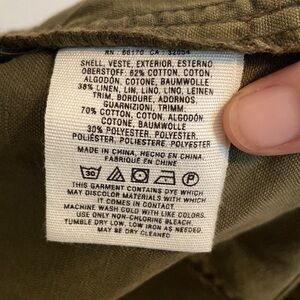 RN : 66170 CA : 32054
SHELL, VESTE, EXTERIOR, ESTERNO
OBERSTOFF: 62% COTTON, COTON,
ALGODÓN, COTONE, BAUMWOLLE
38% LINEN, LIN, LINO, LINO, LEINEN
TRIM, BORDURE, ADORNOS,
GUARNIZIONI, TRIMM.
70% COTTON, COTON, ALGODÓN
COTONE, BAUMWOLLE
30% POLYESTER, POLYESTER,
POLIÉSTER, POLIESTERE, POLYESTER
MADE IN CHINA, HECHO EN CHINA,
FABRIQUÉ EN CHINE
30
THIS GARMENT CONTAINS DYE WHICH
MAY DISCOLOR MATERIALS WITH WHICH
IT COMES IN CONTACT
MACHINE WASH COLD WITH LIKE COLORS.
USE ONLY NON-CHLORINE BLEACH.
TUMBLE DRY LOW. LOW IRON AS NEEDED.
MAY BE DRY CLEANED